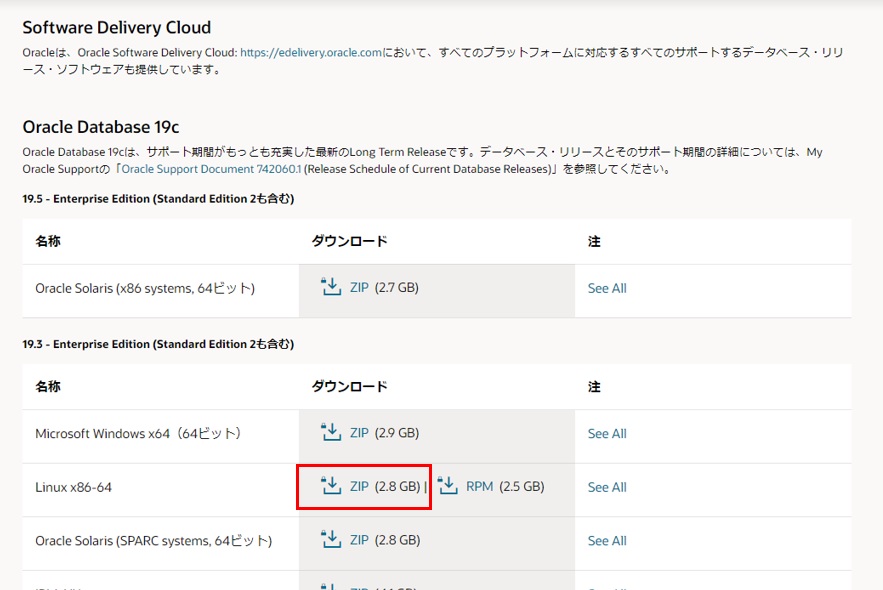 Software Delivery Cloud
Oracleは、Oracle Software Delivery Cloud: https://edelivery.oracle.comにおいて、すべてのプラットフォームに対応するすべてのサポートするデータベース・リリ
ース・ソフトウェアも提供しています。
Oracle Database 19c
Oracle Database 19cは、サポート期間がもっとも充実した最新のLong Term Releaseです。データベース・リリースとそのサポート期間の詳細については、My
Oracle Supportの「Oracle Support Document 742060.1 (Release Schedule of Current Database Releases)」を参照してください。
19.5 - Enterprise Edition (Standard Edition 2も含む)
名称 ダウンロード 注
Oracle Solaris (x86 systems, 64ビット) ZIP (2.7 GB) See All
19.3 - Enterprise Edition (Standard Edition 2も含む)
名称 ダウンロード 注
Microsoft Windows x64（64ビット） ZIP (2.9 GB) See All
Linux x86-64 ZIP (2.8 GB) | RPM (2.5 GB) See All
Oracle Solaris (SPARC systems, 64ビット) ZIP (2.8 GB) See All